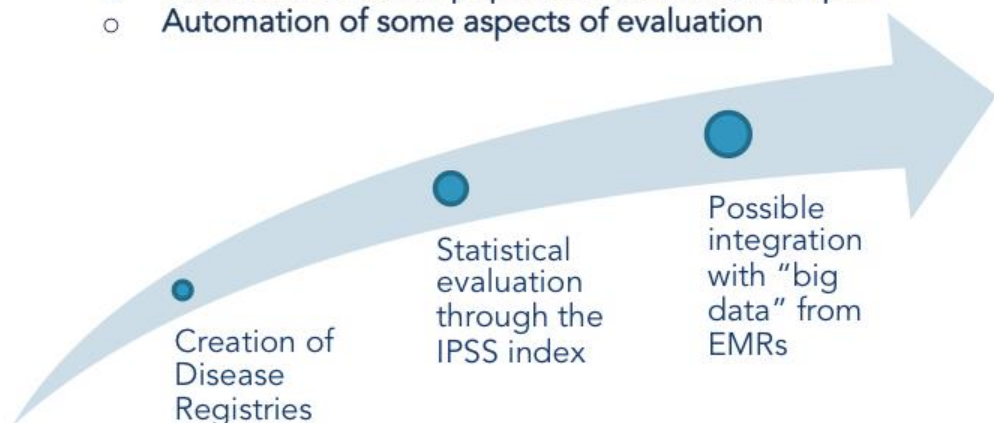 ○ Automation of some aspects of evaluation
Creation of
Disease
Registries
Statistical
evaluation
through the
IPSS index
Possible
integration
with “big
data” from
EMRs